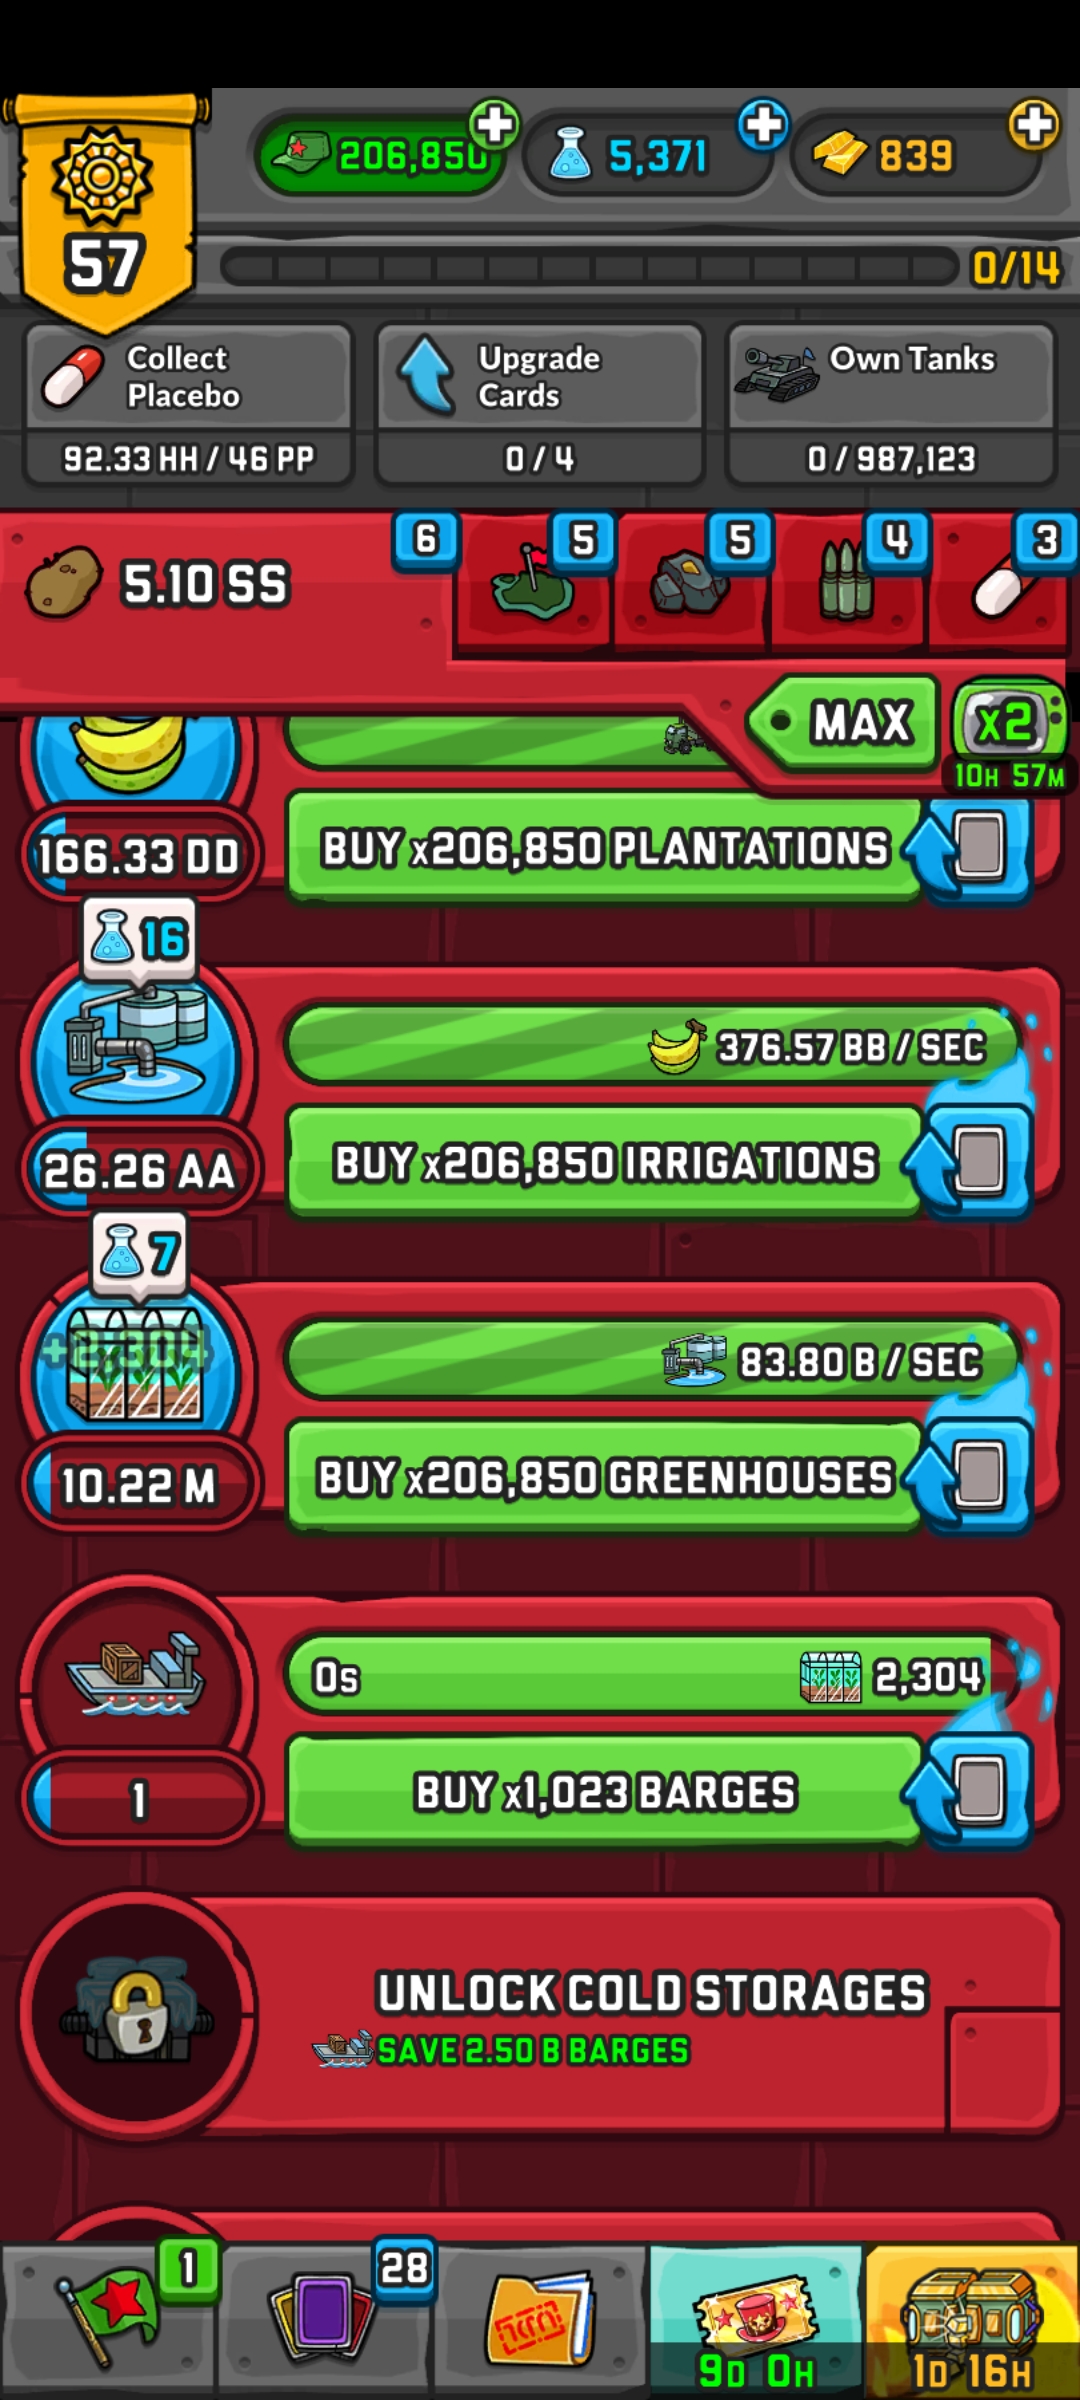 206,850
5,371
839
57
0/14
Collect
Placebo
92.33 HH / 46 PP
Upgrade
Cards
0 / 4
Own Tanks
0 / 987,123
5.10 SS
6
5
5
4
3
MAX
x2
10H 57M
166.33 DD
BUY x206,850 PLANTATIONS
16
376.57 BB / SEC
26.26 AA
BUY x206,850 IRRIGATIONS
7
+2,304
83.80 B / SEC
10.22 M
BUY x206,850 GREENHOUSES
0s
2,304
1
BUY x1,023 BARGES
UNLOCK COLD STORAGES
SAVE 2.50 B BARGES
1
28
9D 0H
1D 16H